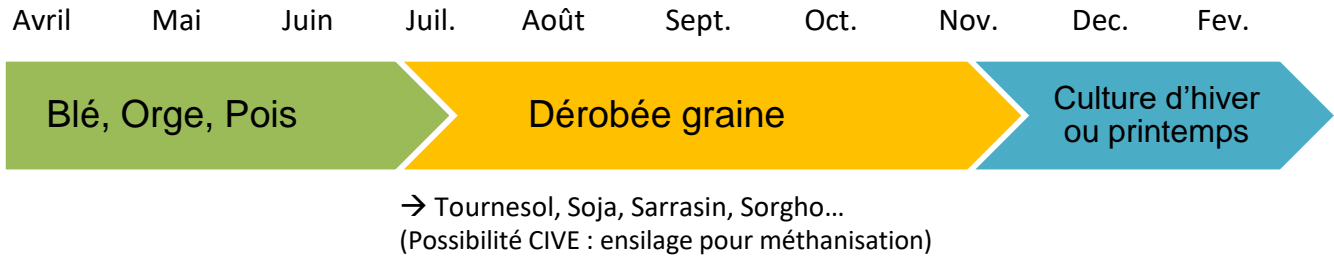 Avril Mai Juin Juil. Août Sept. Oct. Nov. Dec. Fev.
Blé, Orge, Pois
Dérobée graine
Culture d'hiver
ou printemps
→ Tournesol, Soja, Sarrasin, Sorgho…
(Possibilité CIVE : ensilage pour méthanisation)